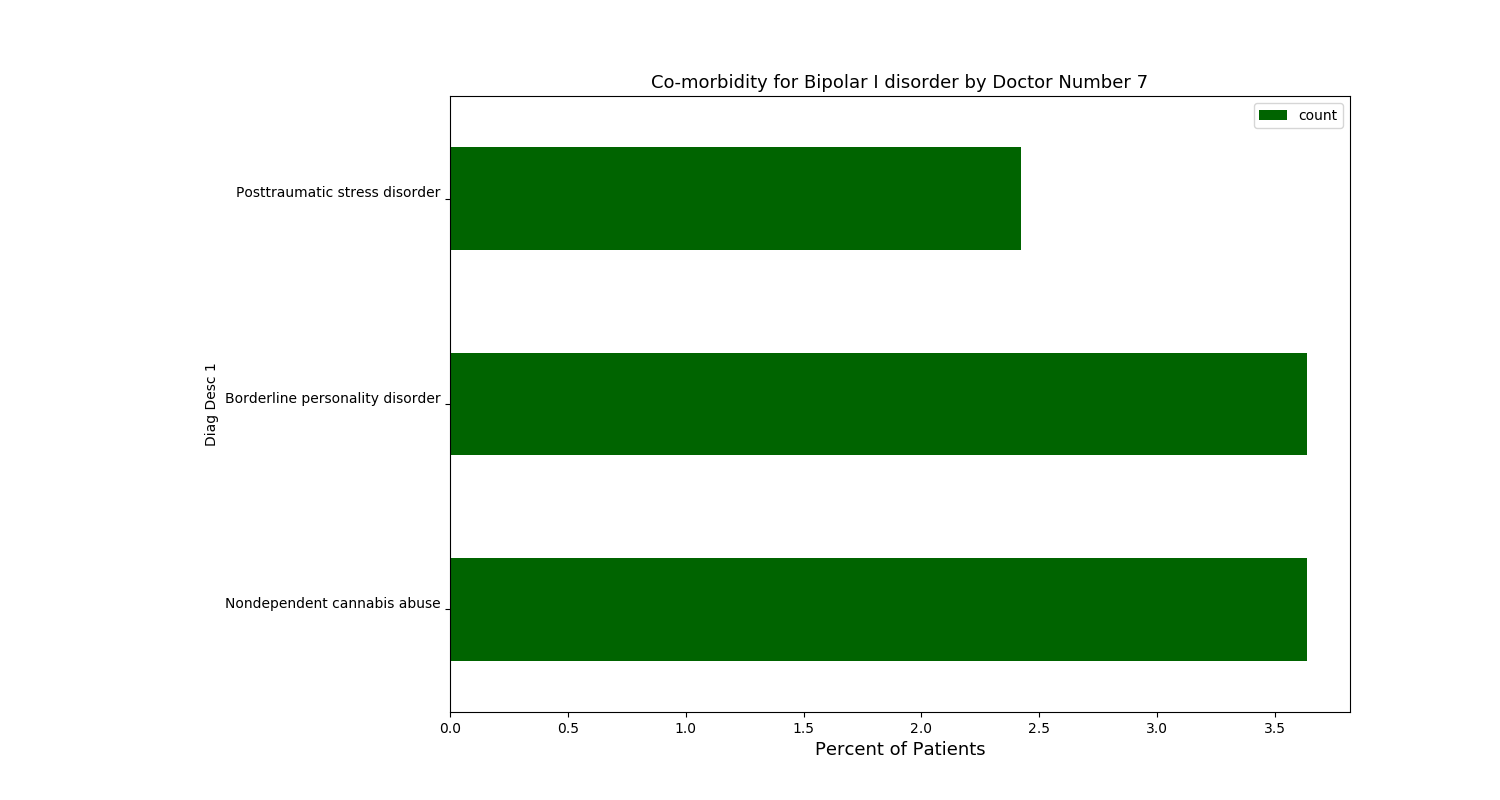 Co-morbidity for Bipolar I disorder by Doctor Number 7
count
Posttraumatic stress disorder
Borderline personality disorder
Nondependent cannabis abuse
Diag Desc 1
0.0 0.5 1.0 1.5 2.0 2.5 3.0 3.5
Percent of Patients